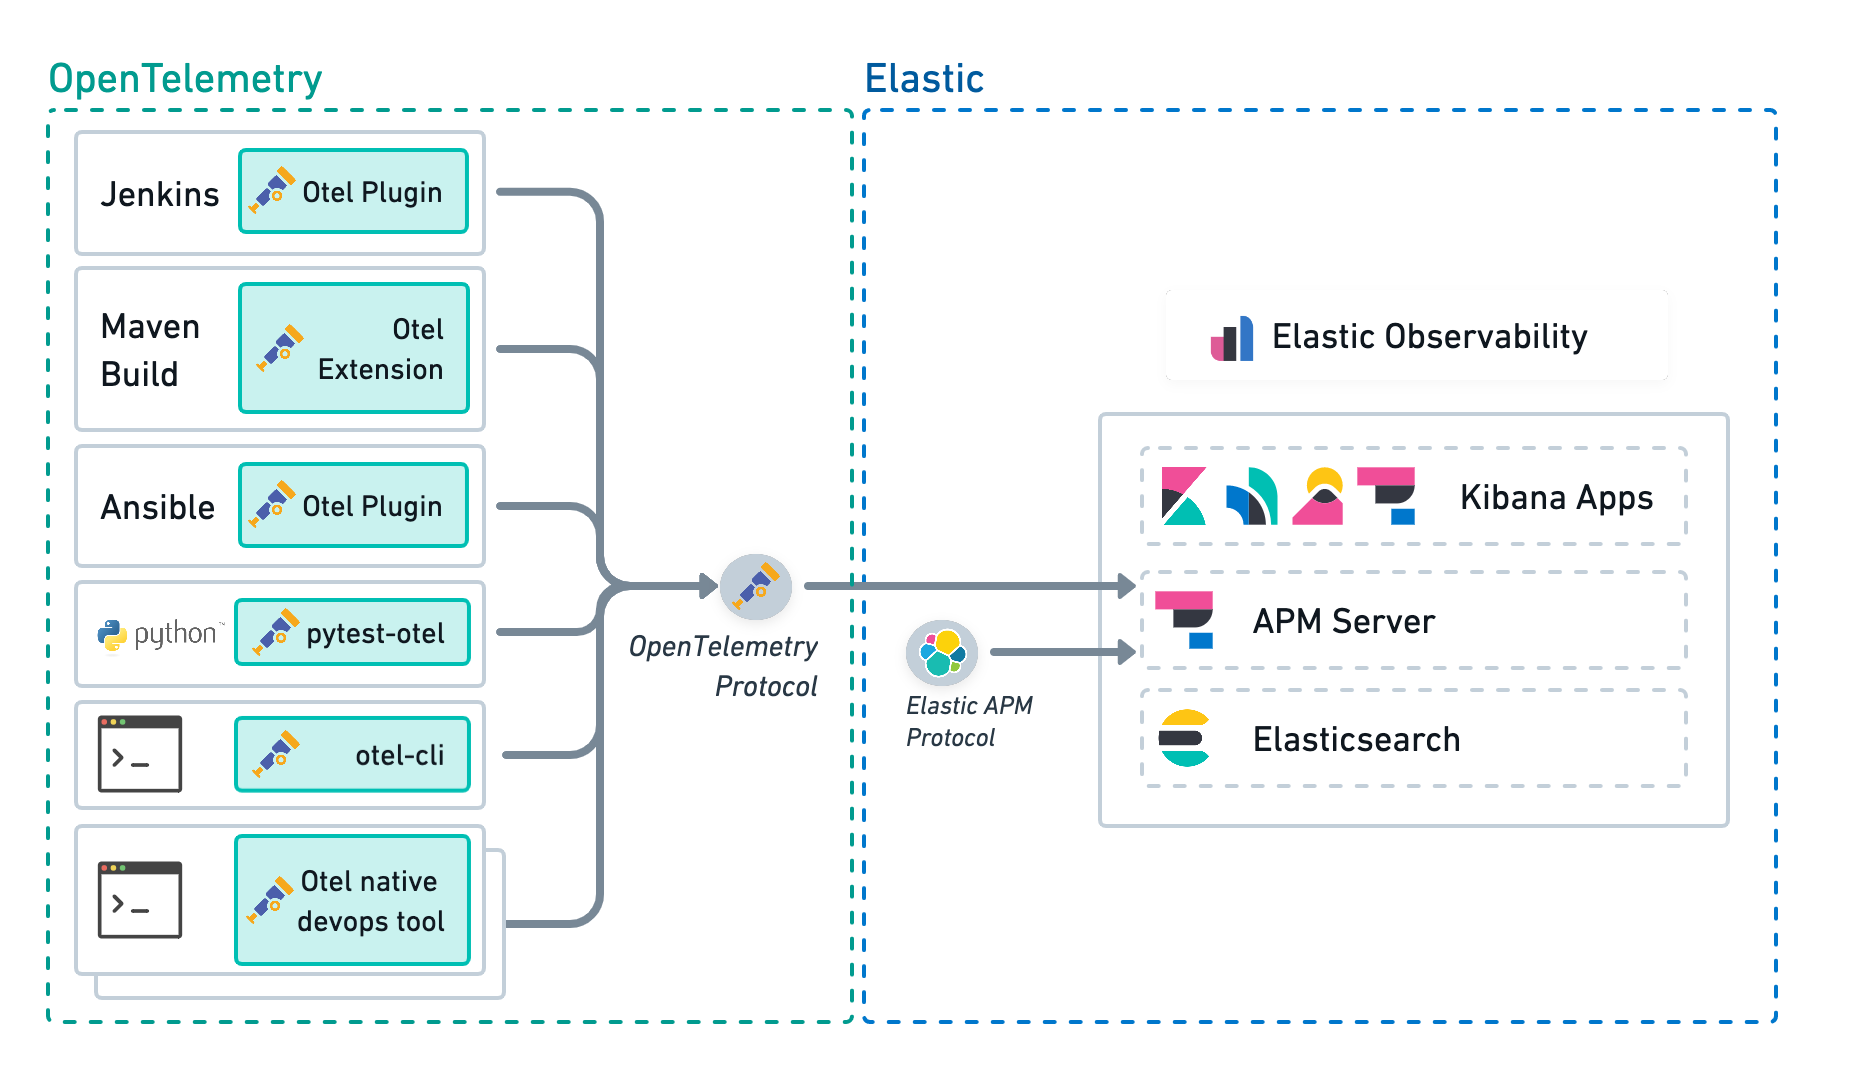 OpenTelemetry
Elastic
Jenkins
Otel Plugin
Maven
Build
Otel
Extension
Ansible
Otel Plugin
python™
pytest-otel
>_
otel-cli
>_
Otel native
devops tool
OpenTelemetry
Protocol
Elastic APM
Protocol
Elastic Observability
Kibana Apps
APM Server
Elasticsearch